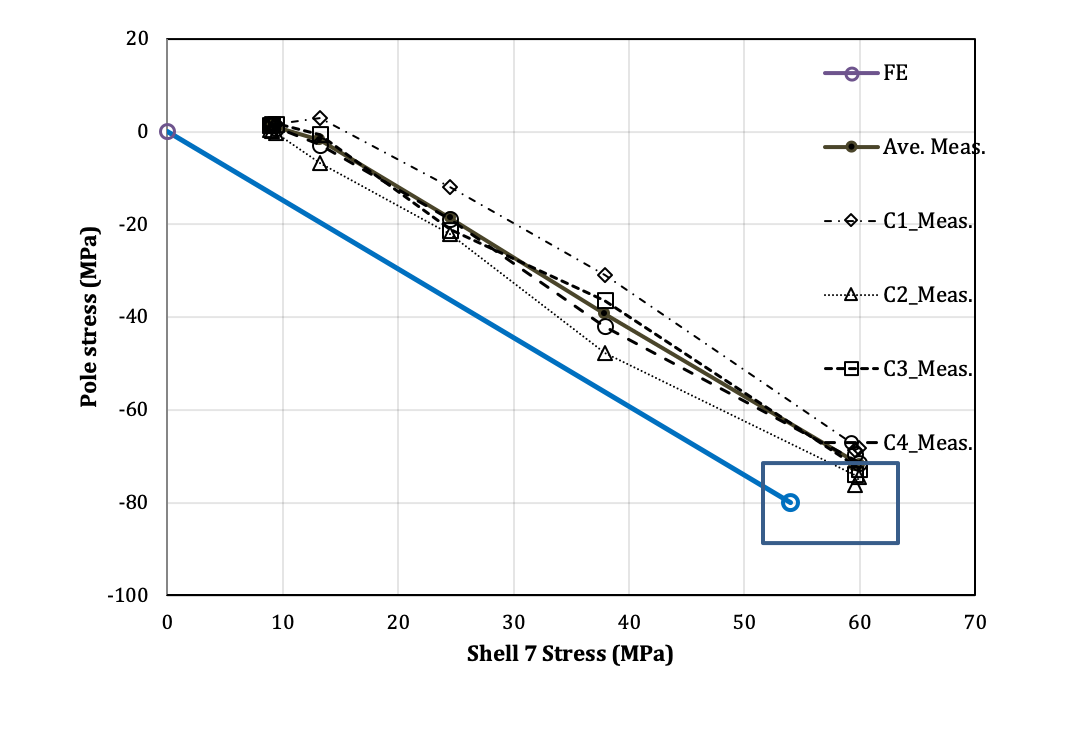 20
0
-20
-40
-60
-80
-100
Pole stress (MPa)
0 10 20 30 40 50 60 70
Shell 7 Stress (MPa)
FE
Ave. Meas.
C1_Meas.
C2_Meas.
C3_Meas.
C4_Meas.